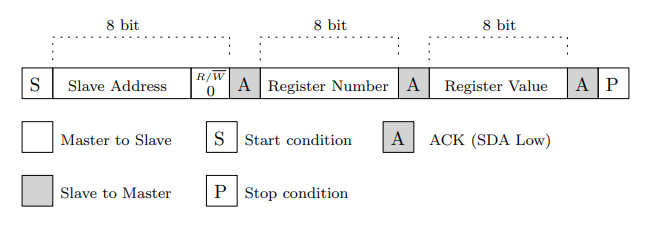 8 bit 8 bit 8 bit
S Slave Address R/W̅ 0 A Register Number A Register Value A P
Master to Slave S Start condition A ACK (SDA Low)
Slave to Master P Stop condition